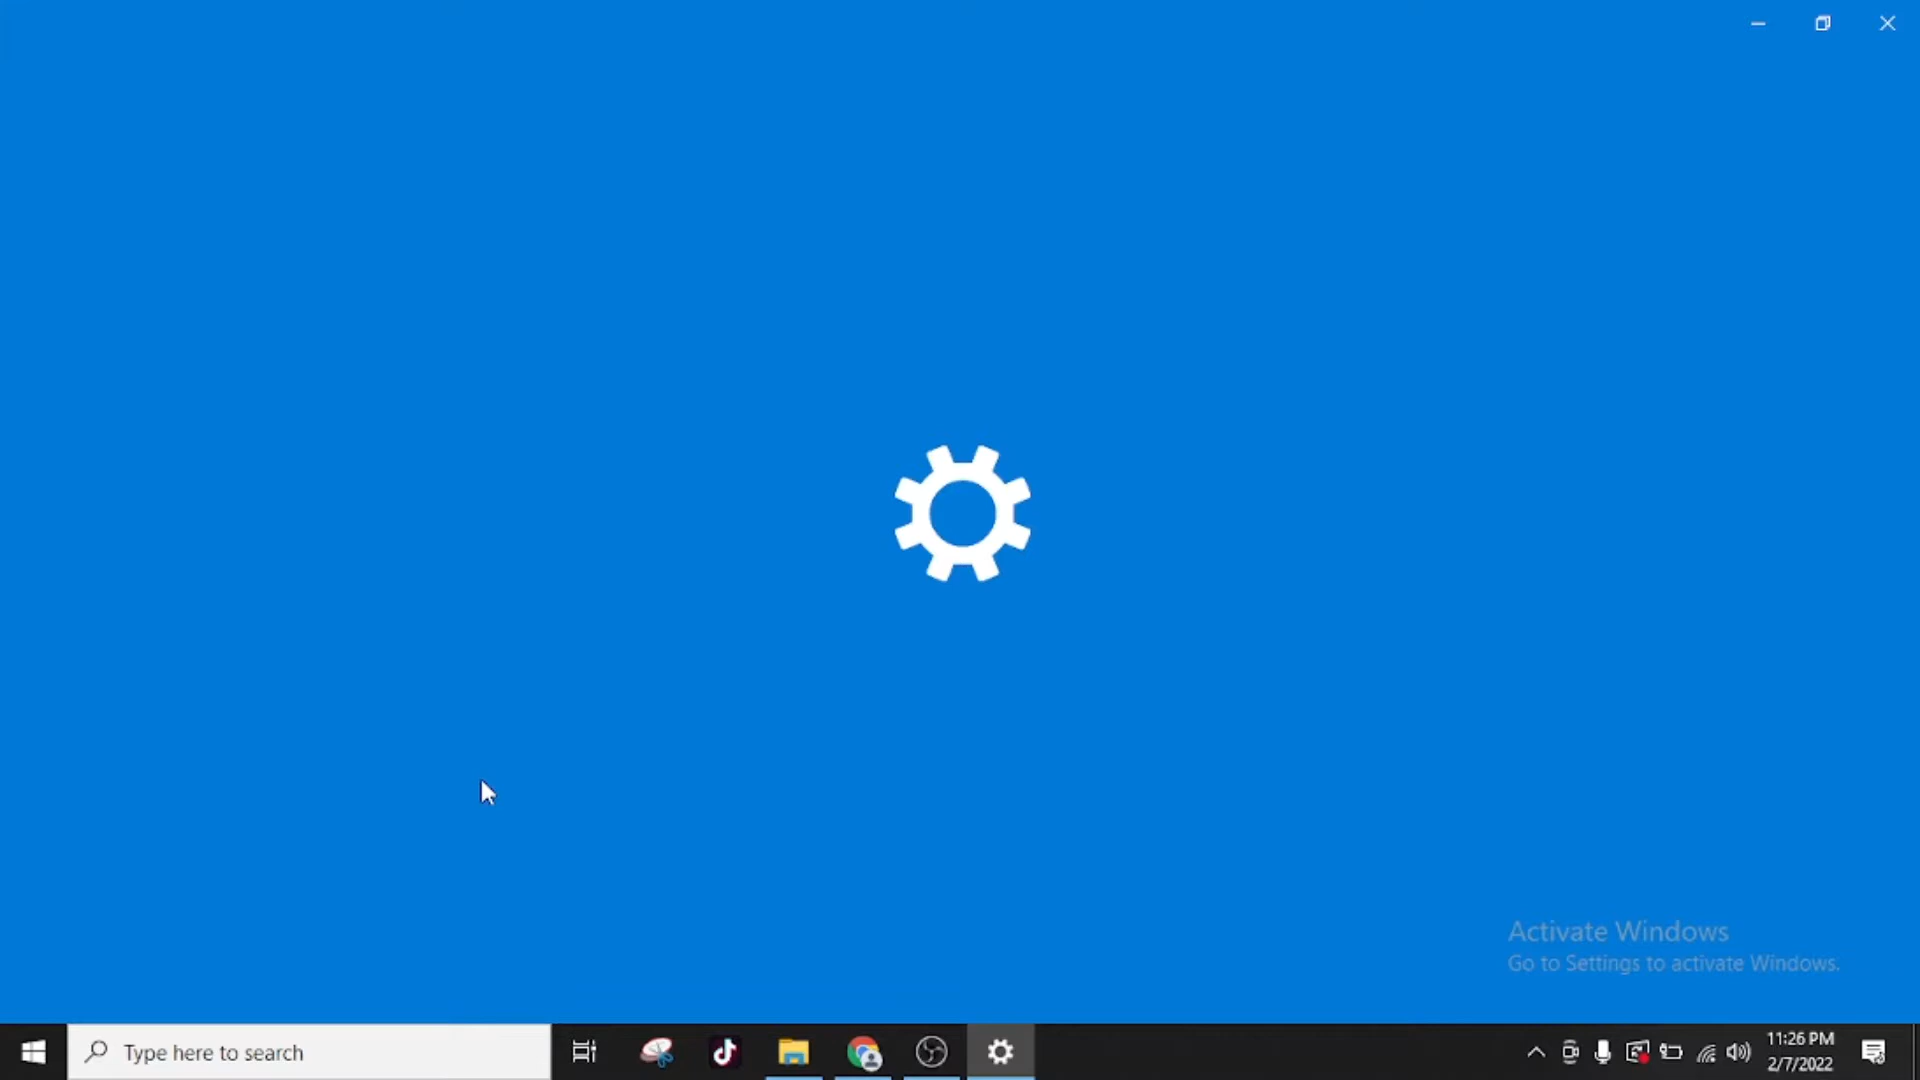 Activate Windows
Go to Settings to activate Windows.
Type here to search
11:26 PM
2/7/2022